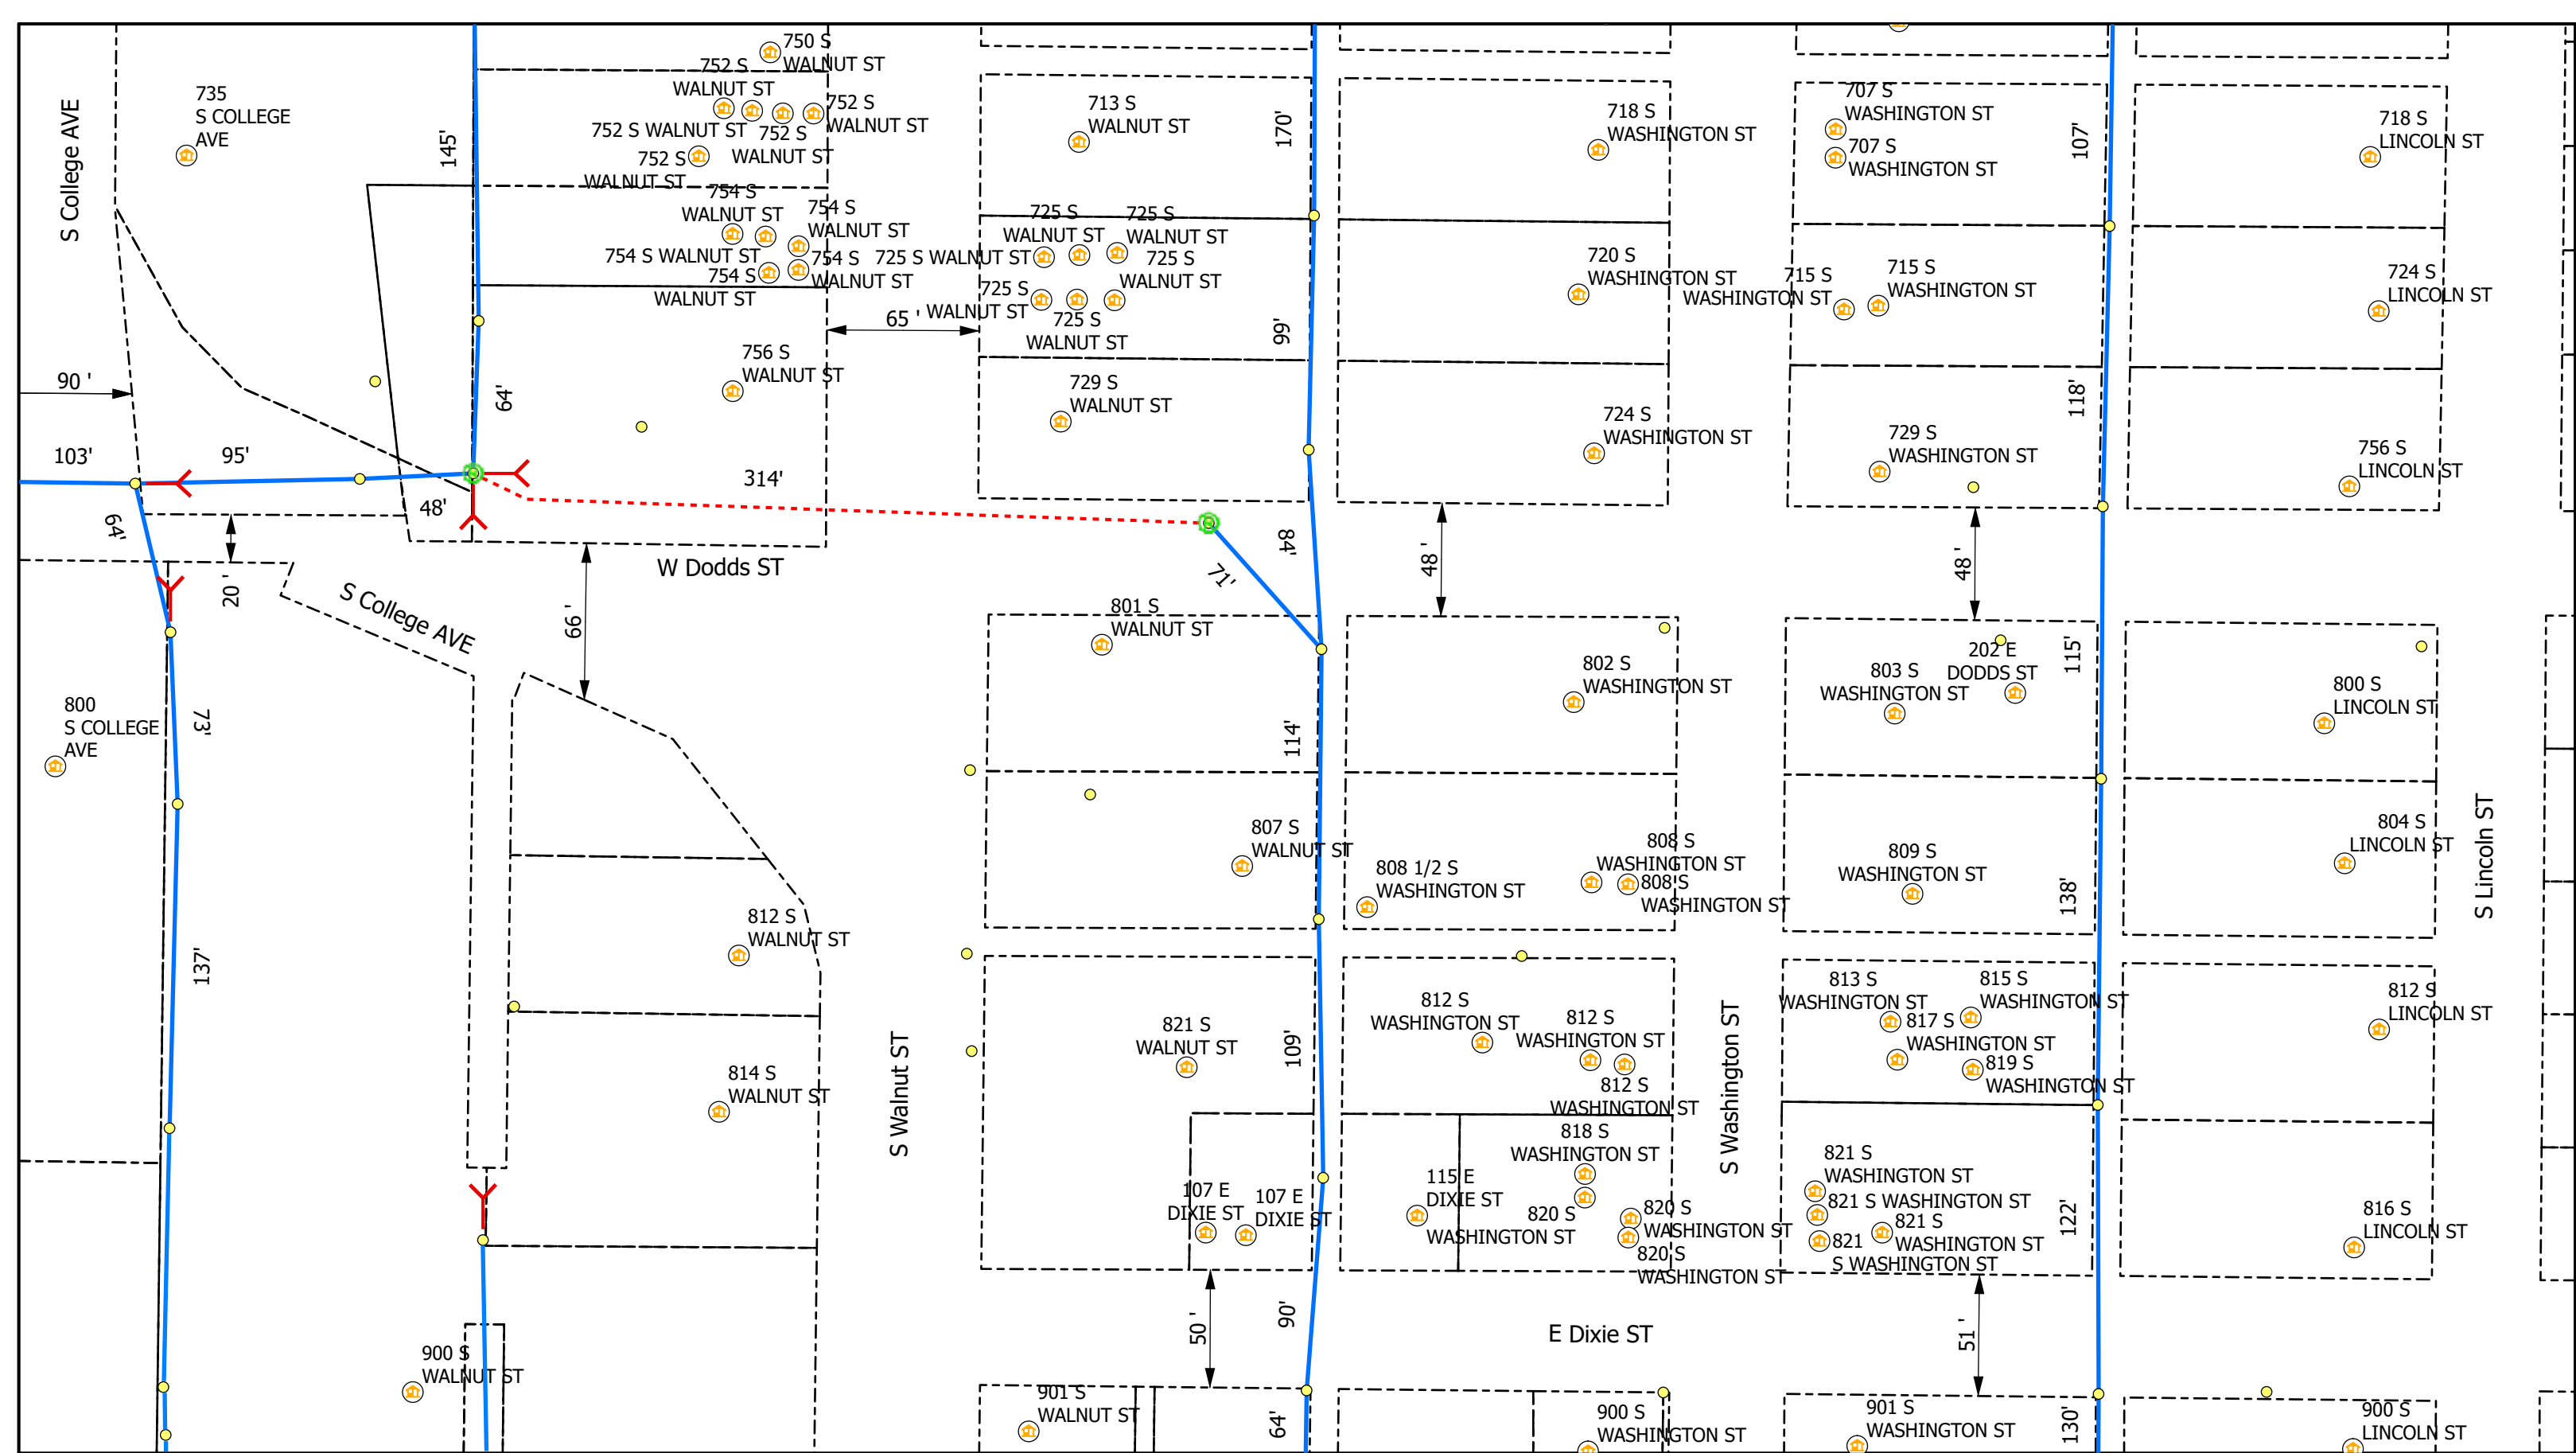 750 S
WALNUT ST
752 S
WALNUT ST
752 S
WALNUT ST
752 S WALNUT ST
752 S
WALNUT ST
752 S
WALNUT ST
735
S COLLEGE
AVE
S College AVE
145'
754 S
WALNUT ST
754 S
WALNUT ST
754 S WALNUT ST
754 S
WALNUT ST
754 S
WALNUT ST
756 S
WALNUT ST
64'
65 '
90 '
103'
95'
48'
314'
64'
20 '
W Dodds ST
S College AVE
66 '
713 S
WALNUT ST
170'
725 S
WALNUT ST
725 S
WALNUT ST
725 S WALNUT ST
725 S
WALNUT ST
725 S
WALNUT ST
725 S
WALNUT ST
99'
729 S
WALNUT ST
84'
71'
718 S
WASHINGTON ST
720 S
WASHINGTON ST
724 S
WASHINGTON ST
48 '
707 S
WASHINGTON ST
707 S
WASHINGTON ST
107'
715 S
WASHINGTON ST
715 S
WASHINGTON ST
118'
729 S
WASHINGTON ST
48 '
718 S
LINCOLN ST
724 S
LINCOLN ST
756 S
LINCOLN ST
800
S COLLEGE
AVE
73'
137'
812 S
WALNUT ST
814 S
WALNUT ST
900 S
WALNUT ST
S Walnut ST
801 S
WALNUT ST
114'
807 S
WALNUT ST
821 S
WALNUT ST
109'
107 E
DIXIE ST
107 E
DIXIE ST
50 '
90'
901 S
WALNUT ST
64'
802 S
WASHINGTON ST
808 S
WASHINGTON ST
808 S
WASHINGTON ST
808 1/2 S
WASHINGTON ST
812 S
WASHINGTON ST
812 S
WASHINGTON ST
812 S
WASHINGTON ST
818 S
WASHINGTON ST
115 E
DIXIE ST
820 S
WASHINGTON ST
820 S
WASHINGTON ST
820 S
WASHINGTON ST
E Dixie ST
900 S
WASHINGTON ST
S Washington ST
803 S
WASHINGTON ST
202 E
DODDS ST
115'
809 S
WASHINGTON ST
138'
813 S
WASHINGTON ST
815 S
WASHINGTON ST
817 S
WASHINGTON ST
819 S
WASHINGTON ST
821 S
WASHINGTON ST
821 S WASHINGTON ST
821 S
WASHINGTON ST
821
S WASHINGTON ST
122'
51 '
901 S
WASHINGTON ST
130'
800 S
LINCOLN ST
804 S
LINCOLN ST
S Lincoln ST
812 S
LINCOLN ST
816 S
LINCOLN ST
900 S
LINCOLN ST